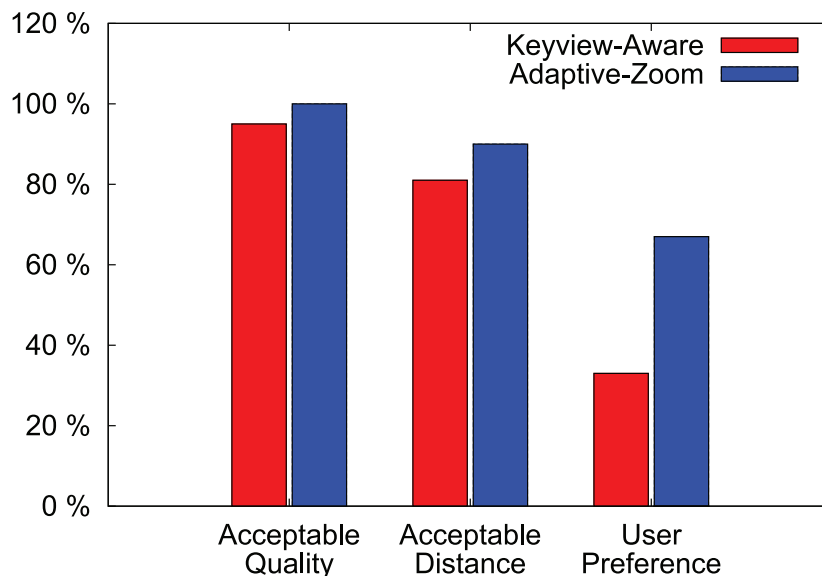 120 %
100 %
80 %
60 %
40 %
20 %
0 %
Keyview-Aware
Adaptive-Zoom
Acceptable
Quality
Acceptable
Distance
User
Preference